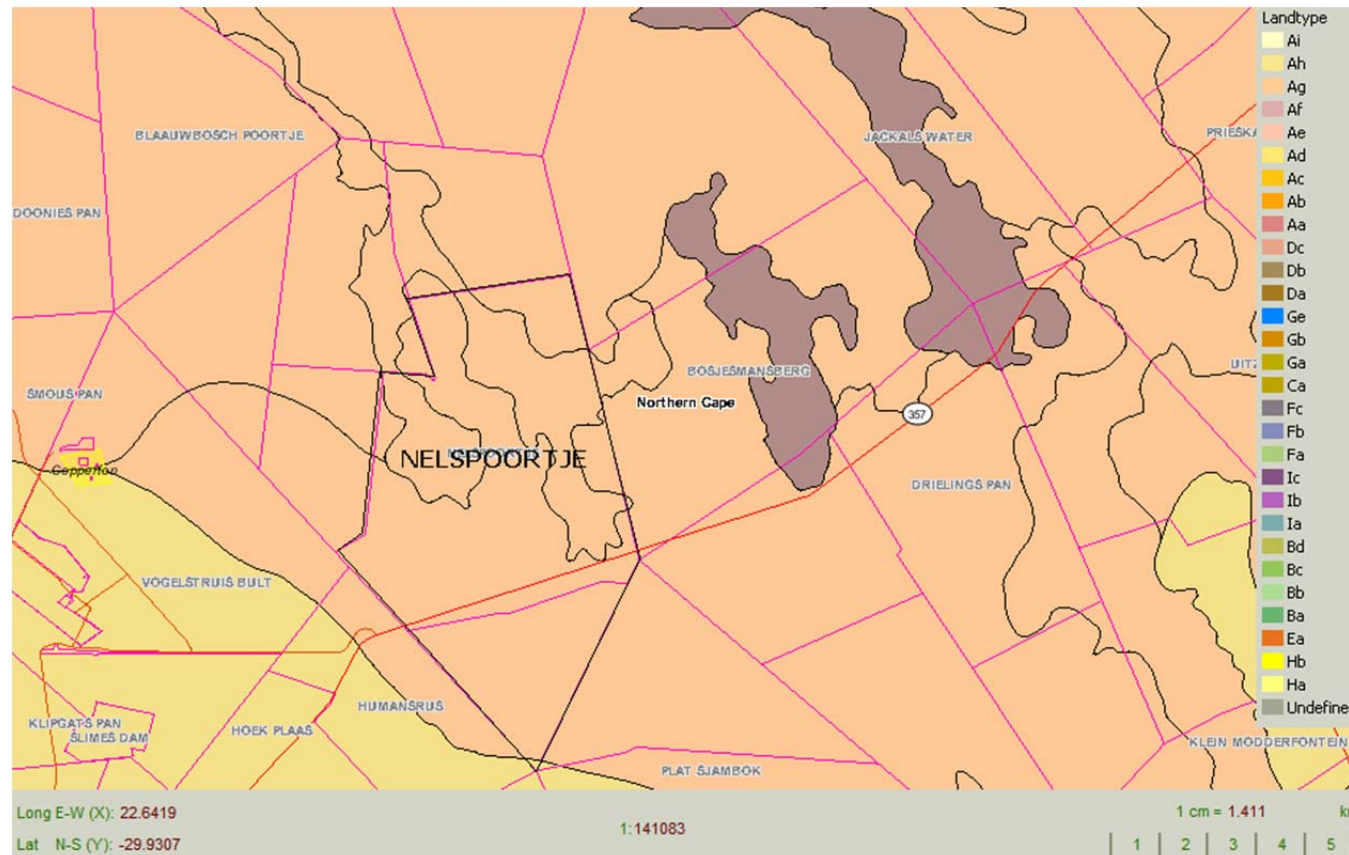 Landtype
Ai
Ah
Ag
Af
Ae
Ad
Ac
Ab
Aa
Dc
Db
Da
Ge
Gb
Ga
Ca
Fc
Fb
Fa
Ic
Ib
Ia
Bd
Bc
Bb
Ba
Ea
Hb
Ha
Undefine
BLAAUWBOSCH POORTJE
JACKALS WATER
PRIESKA
DOONIES PAN
UITZ
BOSJESMANSBERG
SMOUS PAN
Northern Cape
357
NELSPOORTJE
Copperton
DRIELINGS PAN
VOGELSTRUIS BULT
HUMANSRUS
KLIPGATS PAN
SLIMES DAM
HOEK PLAAS
KLEIN MODDERFONTEIN
PLAT SJAMBOK
Long E-W (X): 22.6419
1 cm = 1.411
1:141083
Lat N-S (Y): -29.9307
1 2 3 4 5